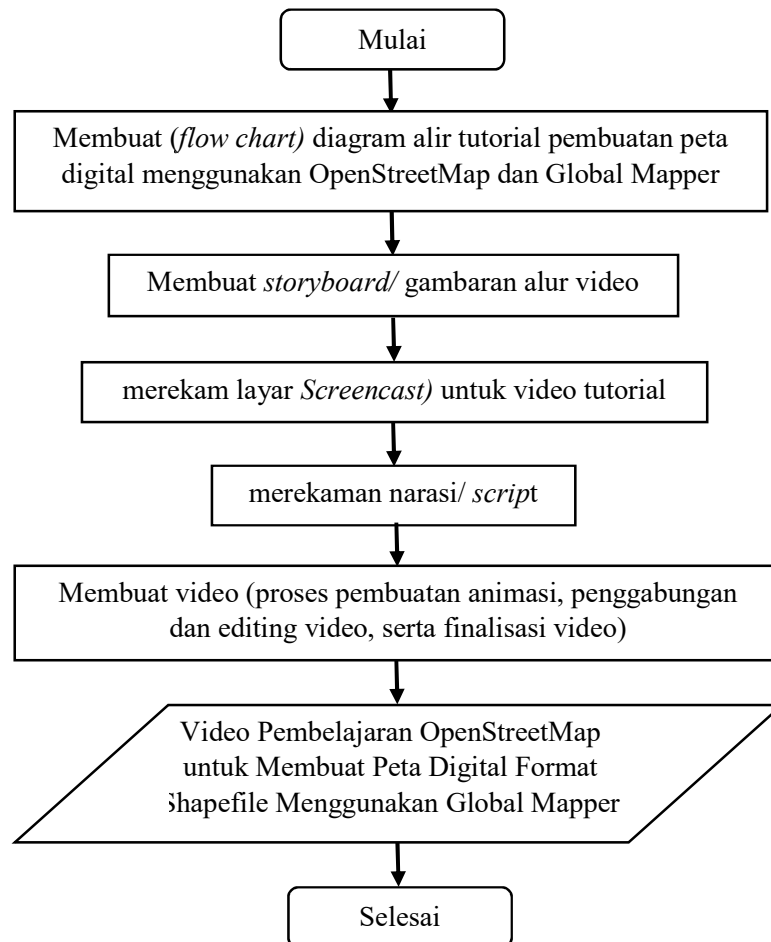 Mulai
Membuat (flow chart) diagram alir tutorial pembuatan peta
digital menggunakan OpenStreetMap dan Global Mapper
Membuat storyboard/ gambaran alur video
merekam layar Screencast) untuk video tutorial
merekaman narasi/ script
Membuat video (proses pembuatan animasi, penggabungan
dan editing video, serta finalisasi video)
Video Pembelajaran OpenStreetMap
untuk Membuat Peta Digital Format
Shapefile Menggunakan Global Mapper
Selesai